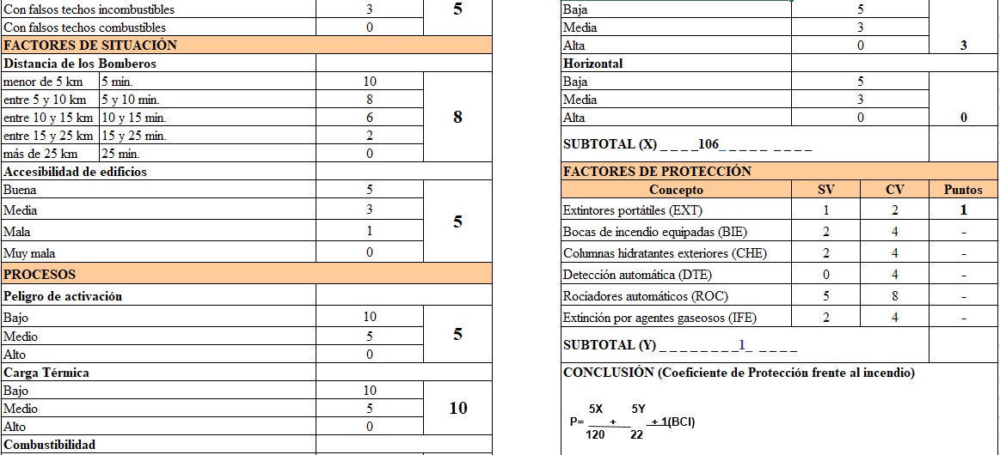 Con falsos techos incombustibles 3 5
Con falsos techos combustibles 0
FACTORES DE SITUACIÓN
Distancia de los Bomberos
menor de 5 km 5 min. 10
entre 5 y 10 km 5 y 10 min. 8
entre 10 y 15 km 10 y 15 min. 6 8
entre 15 y 25 km 15 y 25 min. 2
más de 25 km 25 min. 0
Accesibilidad de edificios
Buena 5
Media 3
Mala 1 5
Muy mala 0
PROCESOS
Peligro de activación
Bajo 10
Medio 5 5
Alto 0
Carga Térmica
Bajo 10
Medio 5 10
Alto 0
Combustibilidad
Baja 5
Media 3
Alta 0 3
Horizontal
Baja 5
Media 3
Alta 0 0
SUBTOTAL (X) _ _ _ _106_ _ _ _ _ _ _ _ _
FACTORES DE PROTECCIÓN
Concepto SV CV Puntos
Extintores portátiles (EXT) 1 2 1
Bocas de incendio equipadas (BIE) 2 4 -
Columnas hidratantes exteriores (CHE) 2 4 -
Detección automática (DTE) 0 4 -
Rociadores automáticos (ROC) 5 8 -
Extinción por agentes gaseosos (IFE) 2 4 -
SUBTOTAL (Y) _ _ _ _ _ _ _ _1_ _ _ _ _
CONCLUSIÓN (Coeficiente de Protección frente al incendio)
5X 5Y
P= ____+____ + 1(BCI)
120 22